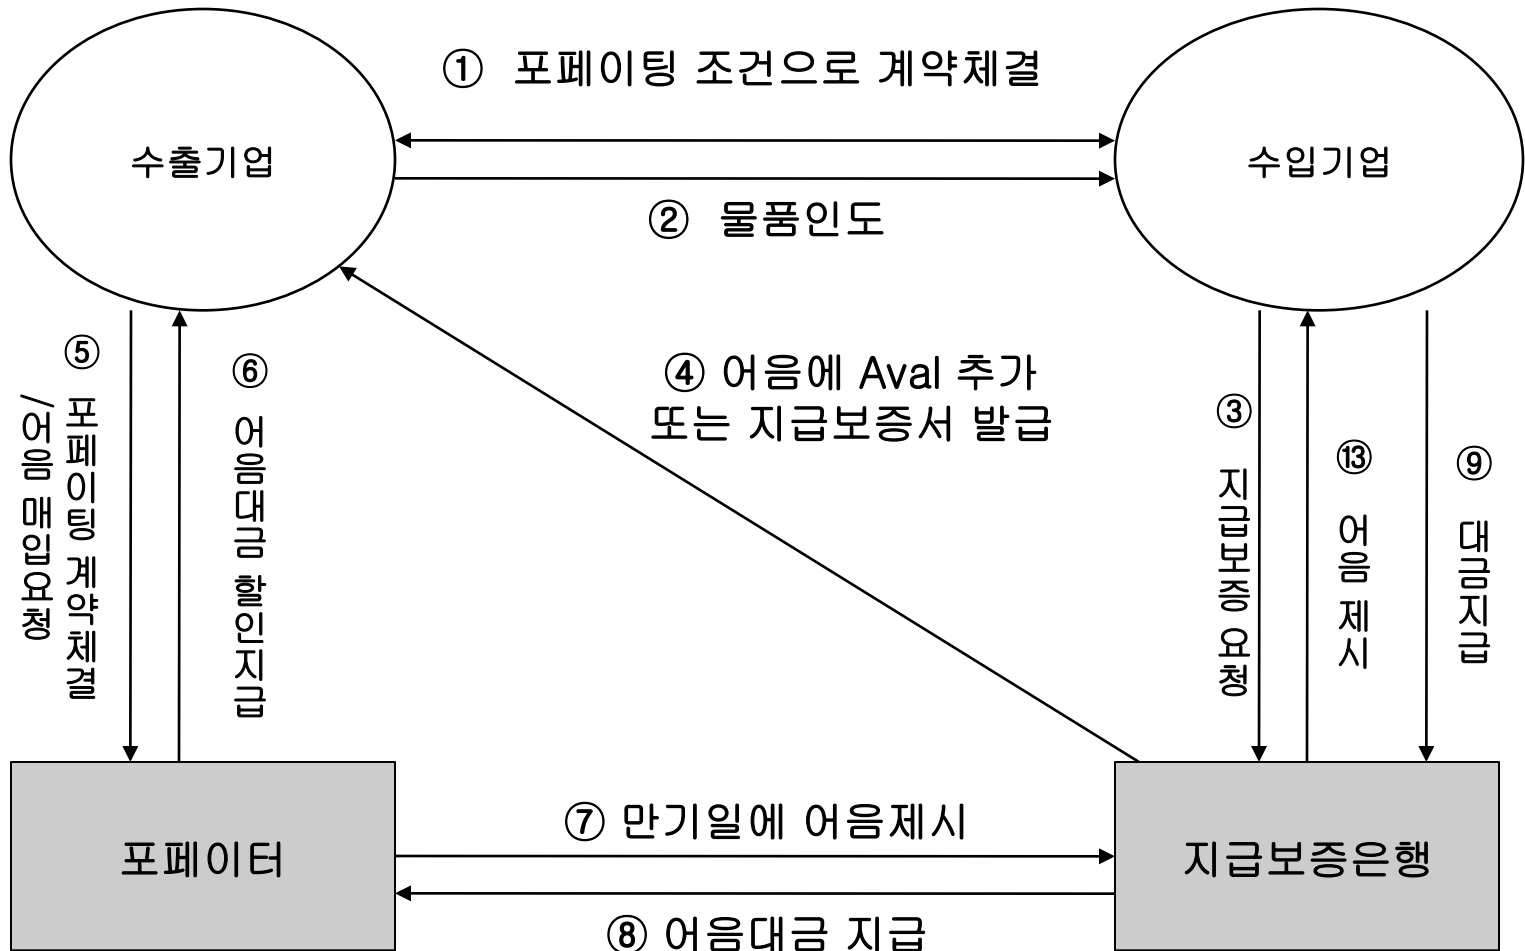 ① 포페이팅 조건으로 계약체결
수출기업
수입기업
② 물품인도
④ 어음에 Aval 추가
또는 지급보증서 발급
⑤ 포페이팅 계약체결
/어음 매입요청
⑥ 어음대금 할인지급
③ 지급보증 요청
⑬ 어음 제시
⑨ 대금지급
⑦ 만기일에 어음제시
포페이터
지급보증은행
⑧ 어음대금 지급